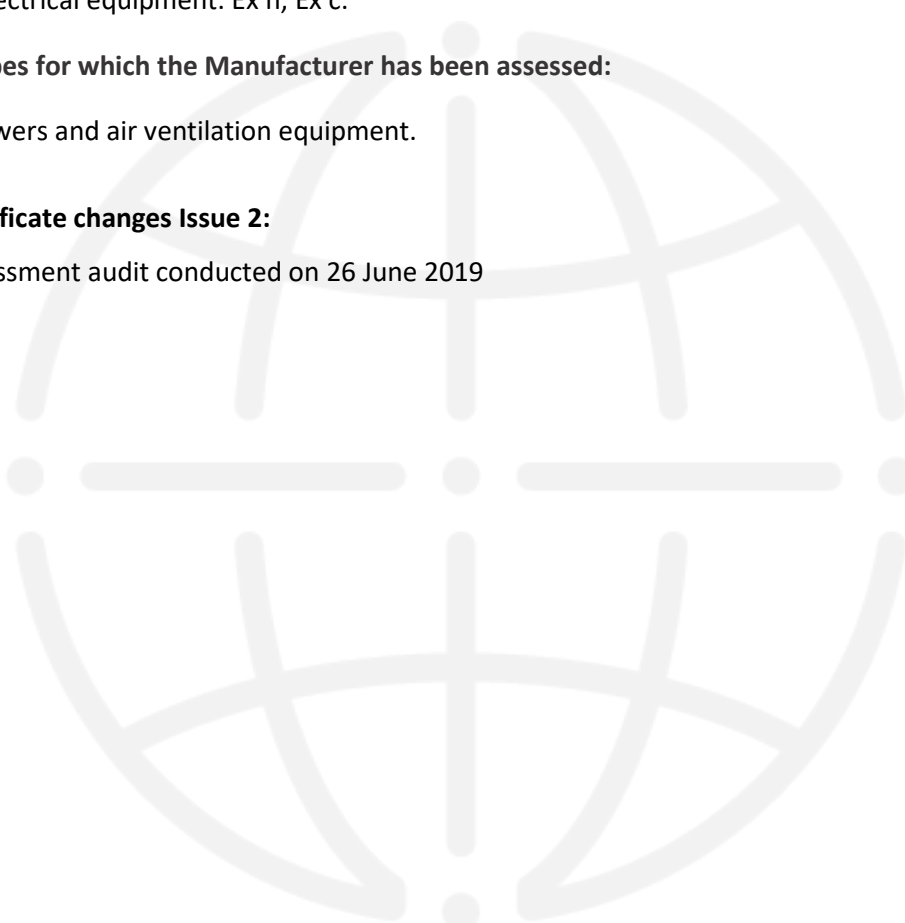 ectrical equipment: Ex h, Ex c.
pes for which the Manufacturer has been assessed:
wers and air ventilation equipment.
ficate changes Issue 2:
essment audit conducted on 26 June 2019